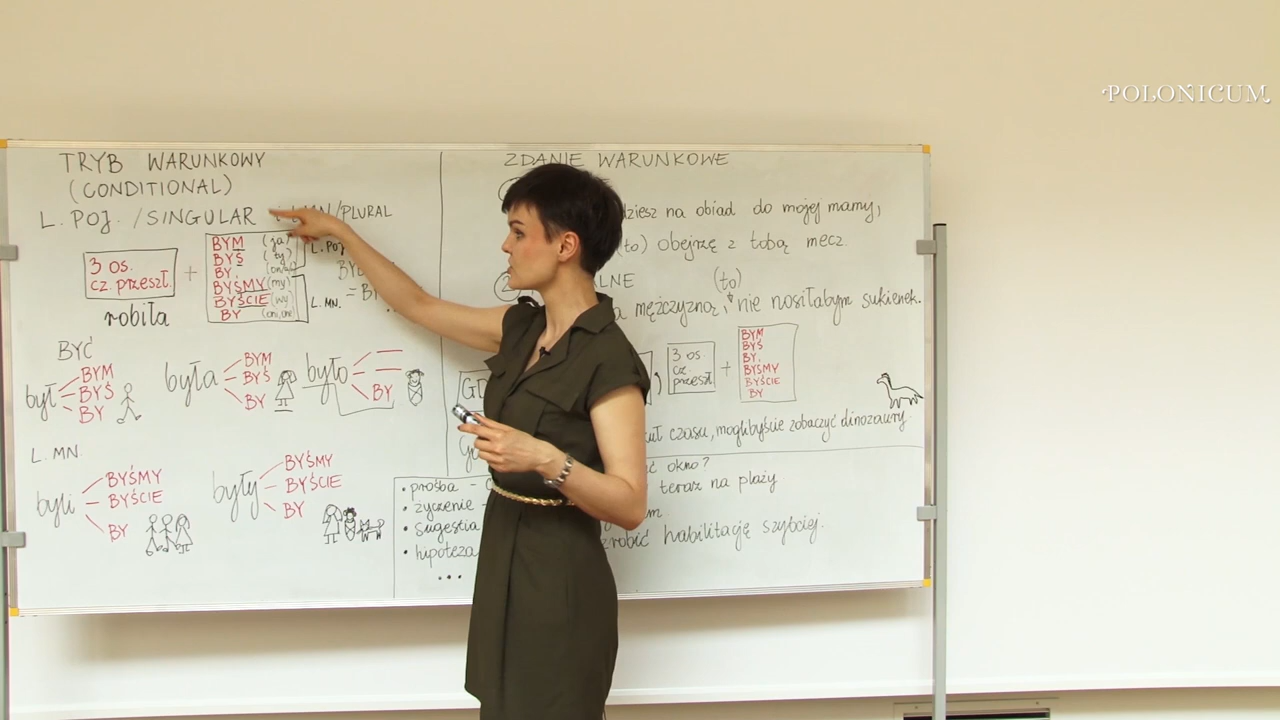 POLONICUM
TRYB WARUNKOWY
(CONDITIONAL)
L. POJ. /SINGULAR L. MN/PLURAL
3 os.
cz. przeszł.
+
robiła
BYM (ja)
BYŚ (ty)
BY
BYŚMY (my)
BYŚCIE (wy)
BY (oni, one)
L. POJ.
L. MN.
= BY
BYĆ
był
BYM
BYŚ
BY
była
BYM
BYŚ
BY
było
BY
L. MN.
byli
BYŚMY
BYŚCIE
BY
były
BYŚMY
BYŚCIE
BY
ZDANIE WARUNKOWE
na obiad do mojej mamy,
(to) obejrzę z tobą mecz.
2
(to)
mężczyzną, nie nosiłabym sukienek.
3 os.
cz.
przeszł.
+
BYM
BYŚ
BY
BYŚMY
BYŚCIE
BY
czasu, moglibyście zobaczyć dinozaury.
• prośba -
• życzenie -
• sugestia
• hipoteza
...
okno?
teraz na plaży
zrobić habilitację szybciej.